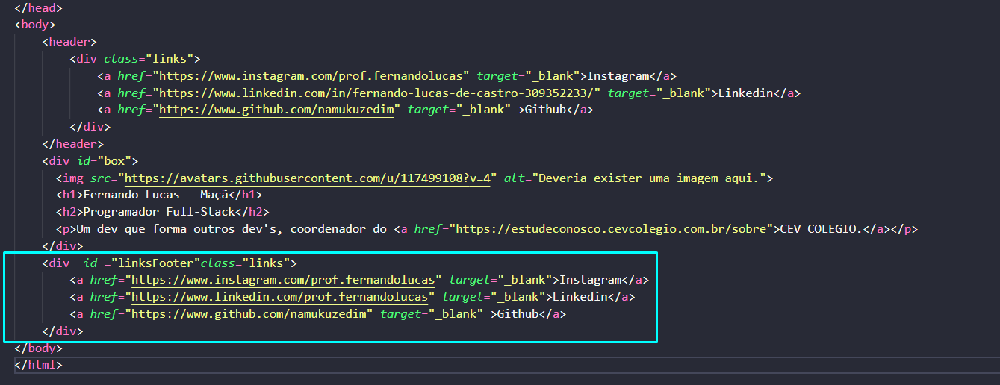 </head>
<body>
<header>
<div class="links">
<a href="https://www.instagram.com/prof.fernandolucas" target="_blank">Instagram</a>
<a href="https://www.linkedin.com/in/fernando-lucas-de-castro-309352233/" target="_blank">Linkedin</a>
<a href="https://www.github.com/namukuzedim" target="_blank" >Github</a>
</div>
</header>
<div id="box">
<img src="https://avatars.githubusercontent.com/u/117499108?v=4" alt="Deveria exister uma imagem aqui.">
<h1>Fernando Lucas - Maçã</h1>
<h2>Programador Full-Stack</h2>
<p>Um dev que forma outros dev's, coordenador do <a href="https://estudeconosco.cevcolegio.com.br/sobre">CEV COLEGIO.</a></p>
</div>
<div  id ="linksFooter"class="links">
<a href="https://www.instagram.com/prof.fernandolucas" target="_blank">Instagram</a>
<a href="https://www.linkedin.com/prof.fernandolucas" target="_blank">Linkedin</a>
<a href="https://www.github.com/namukuzedim" target="_blank" >Github</a>
</div>
</body>
</html>